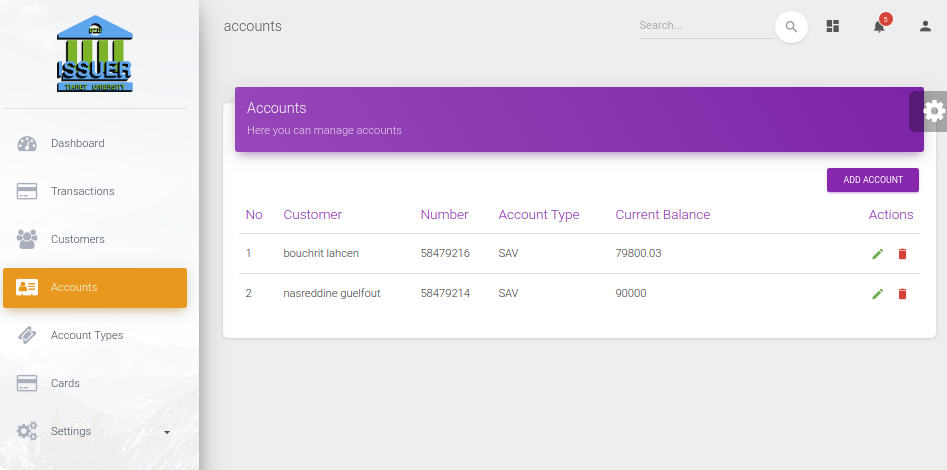 ISSUER
Dashboard
Transactions
Customers
Accounts
Account Types
Cards
Settings
accounts
Search...
5
Accounts
Here you can manage accounts
ADD ACCOUNT
No Customer Number Account Type Current Balance Actions
1 bouchrit lahcen 58479216 SAV 79800.03
2 nasreddine guelfout 58479214 SAV 90000